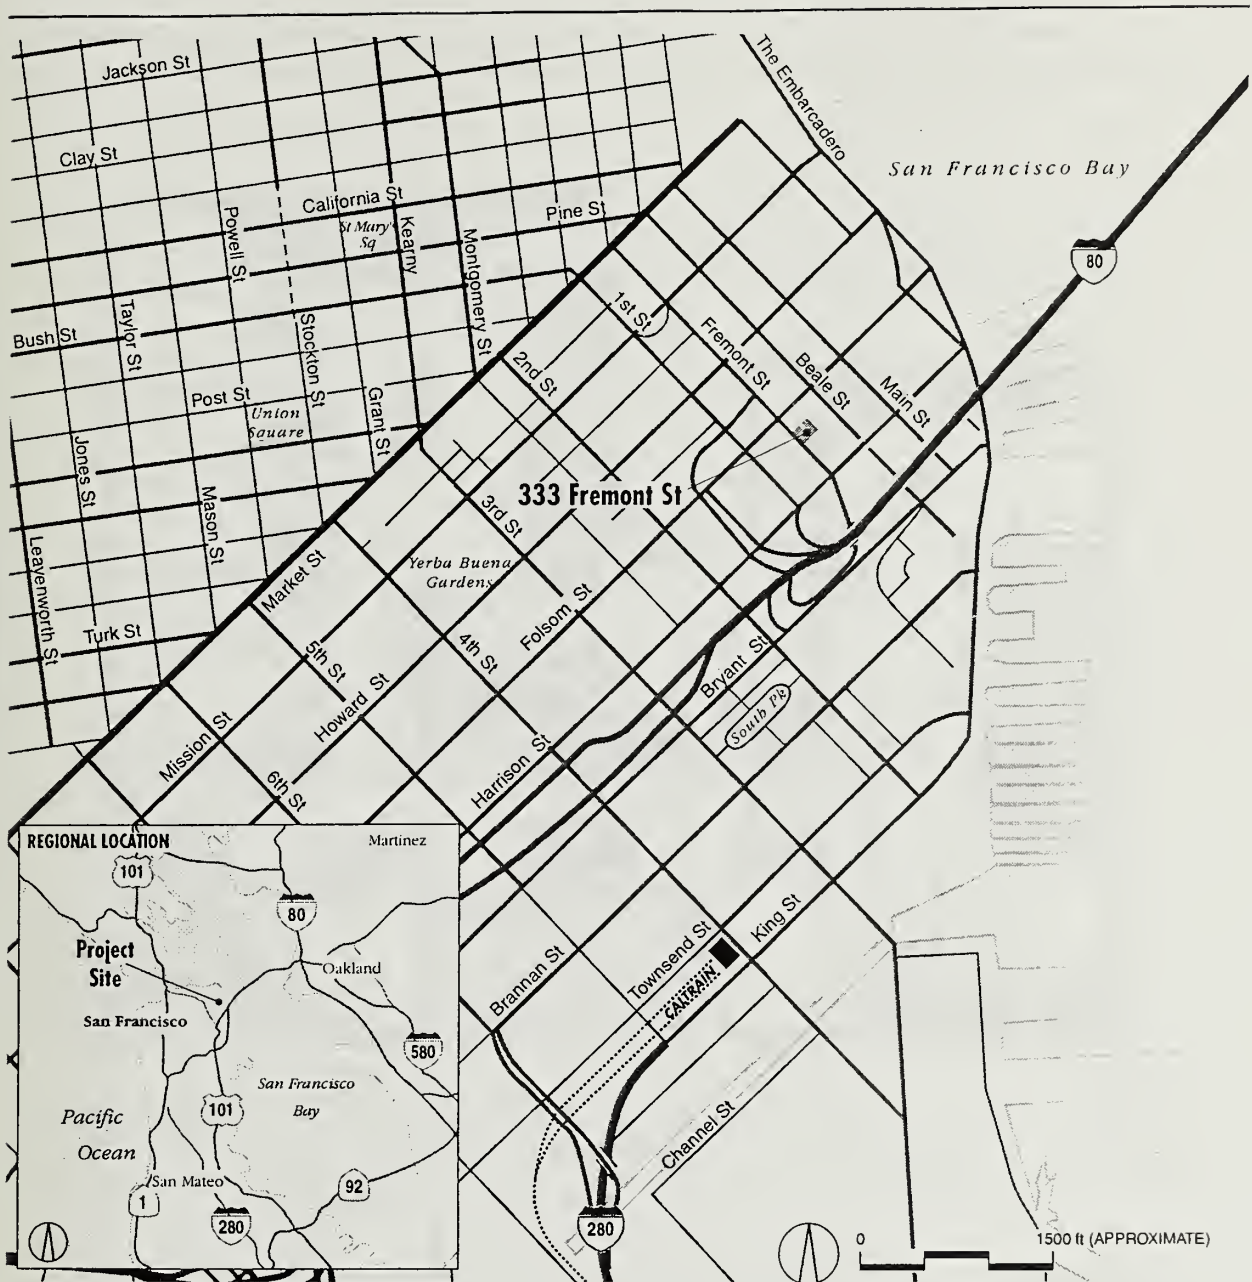 Jackson St
The Embarcadero
Clay St
San Francisco Bay
California St
Pine St
St Mary's
Sq
Powell St
Kearny
Montgomery St
80
Bush St
Taylor St
Stockton St
1st St
Fremont St
Beale St
Main St
2nd St
Post St
Union
Square
Grant St
Jones St
Mason St
333 Fremont St
3rd St
Leavenworth St
Market St
Yerba Buena
Gardens
Folsom St
Turk St
5th St
4th St
Bryant St
Howard St
South Pk
Mission St
6th St
Harrison St
Brannan St
Townsend St
King St
CALTRAIN
Channel St
280
REGIONAL LOCATION
Martinez
101
80
Project
Site
Oakland
San Francisco
580
San Francisco
Bay
101
Pacific
Ocean
San Mateo
92
1
280
0
1500 ft (APPROXIMATE)